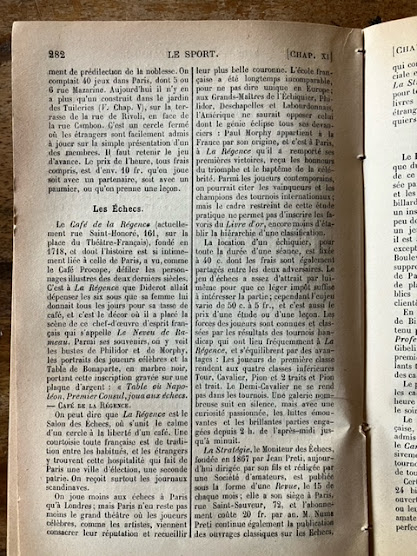 282
LE SPORT.
[CHAP. XI
ment de prédilection de la noblesse. On
comptait 40 jeux dans Paris, dont 5 ou
6 rue Mazarine. Aujourd'hui il n'y en
a plus qu'un construit dans le jardin
des Tuileries (F. Chap. V), sur la ter-
rasse de la rue de Rivoli, en face de
la rue Cambon. C'est un cercle fermé
où les étrangers sont facilement admis
à jouer sur la simple présentation d'un
des membres. Il faut retenir le jeu
d'avance. Le prix de l'heure, tous frais
compris, est d'env. 10 fr. qu'on joue
soit avec un partenaire, soit avec un
paumier, ou qu'on prenne une leçon.
Les Échecs.
Le Café de la Régence (actuellement
rue Saint-Honoré, 161, sur la
place du Théâtre-Français), fondé en
1718, et dont l'histoire est si intime-
ment liée à celle de Paris, a vu, comme
le Café Procope, défiler les person-
nages illustres des deux derniers siècles.
C'est à La Régence que Diderot allait
dépenser les six sous que sa femme lui
donnait tous les jours pour sa tasse de
café, et c'est le décor où il a placé la
scène de ce chef-d'œuvre d'esprit fran-
çais qui s'appelle Le Neveu de Ra-
meau. Parmi ses souvenirs, on y voit
les bustes de Philidor et de Morphy,
les portraits des joueurs célèbres et la
Table de Bonaparte, en marbre noir,
portant cette inscription gravée sur une
plaque d'argent : « Table de Napo-
léon, Premier Consul, jour aux échecs.
— CAFÉ DE LA RÉGENCE.
On peut dire que La Régence est le
Salon des Échecs, où s'unit le calme
d'un cercle à la liberté d'un café. Une
courtoisie toute française est de tradi-
tion entre les habitués, et les étrangers
y trouvent cette hospitalité qui fait de
Paris une ville d'élection, une seconde
patrie. On reçoit surtout les journaux
scandinaves.
On joue moins aux échecs à Paris
qu'à Londres; mais Paris n'en reste pas
moins le grand théâtre où les joueurs
célèbres, comme les artistes, viennent
consacrer leur réputation et recueillir
leur plus belle couronne. L'école fran-
çaise a été longtemps incomparable,
pour ne pas dire unique en Europe;
aux Grands-Maîtres de l'Échiquier, Phi-
lidor, Deschapelles et Labourdonnais,
l'Amérique ne saurait opposer celui
dont le génie éclipse tous ses devan-
ciers : Paul Morphy appartient à la
France par son origine, et c'est à Paris,
à La Régence qu'il a remporté ses
premières victoires, reçu les honneurs
du triomphe et le baptême de la célé-
brité. Parmi les joueurs contemporains,
on pourrait citer les vainqueurs et les
champions des tournois internationaux;
mais le cadre restreint de cette étude
pratique ne permet pas d'inscrire les fa-
voris du Livre d'or, encore moins d'éta-
blir la hiérarchie d'une classification.
La location d'un échiquier, pour
toute la durée d'une séance, est fixée
à 40 c. dont les frais sont également
partagés entre les deux adversaires. Le
jeu d'échecs a assez d'attrait par lui-
même pour que ce léger impôt suffise
à intéresser la partie; cependant l'enjeu
varie de 50 c. à 5 fr., et c'est aussi le
prix d'une étude ou d'une leçon. Les
forces des joueurs sont connues et clas-
sées par les résultats des tournois han-
dicap qui ont lieu fréquemment à La
Régence, et s'équilibrent par des avan-
tages : Les joueurs de première classe
rendent aux quatre classes inférieures
Tour, Cavalier, Pion et 2 traits et Pion
et trait. Le Demi-Cavalier ne se rend
pas dans les tournois. Une galerie nom-
breuse suit en silence, mais avec une
curiosité passionnée, les luttes émou-
vantes et les brillantes parties enga-
gées depuis 2 h. de l'après-midi jus-
qu'à minuit.
La Stratégie, le Moniteur des Échecs,
fondée en 1867 par Jean Preti, aujour-
d'hui dirigée par son fils et rédigée par
une Société d'amateurs, est publiée
sous la forme d'une Revue, le 15 de
chaque mois; elle a son siège à Paris,
rue Saint-Sauveur, 72, et l'abonne-
ment coûte 20 fr. par an. M. Numa
Preti continue également la publication
des ouvrages classiques sur les Échecs,